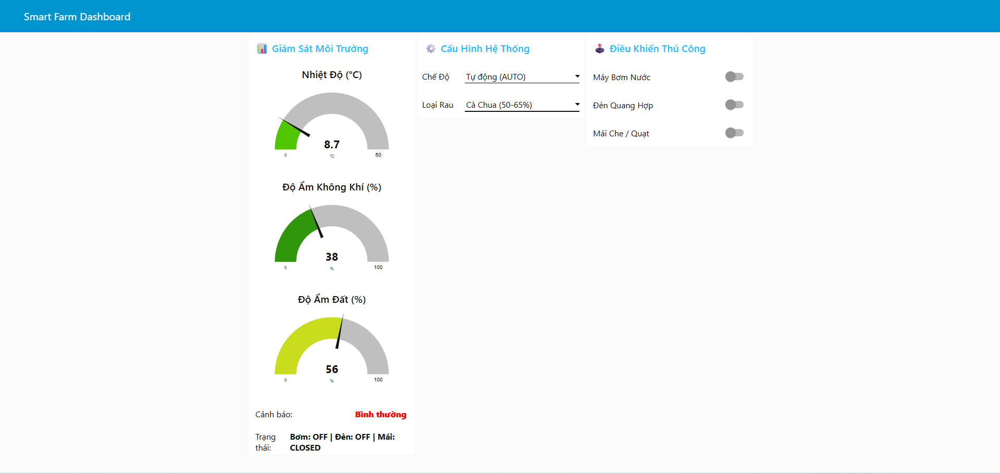 Smart Farm Dashboard
Giám Sát Môi Trường
Nhiệt Độ (°C)
8.7
°C
0
50
Độ Ẩm Không Khí (%)
38
%
0
100
Độ Ẩm Đất (%)
56
%
0
100
Cảnh báo:
Bình thường
Trạng thái:
Bơm: OFF | Đèn: OFF | Mái:
CLOSED
Cấu Hình Hệ Thống
Chế Độ
Tự động (AUTO)
Loại Rau
Cà Chua (50-65%)
Điều Khiển Thủ Công
Máy Bơm Nước
Đèn Quang Hợp
Mái Che / Quạt